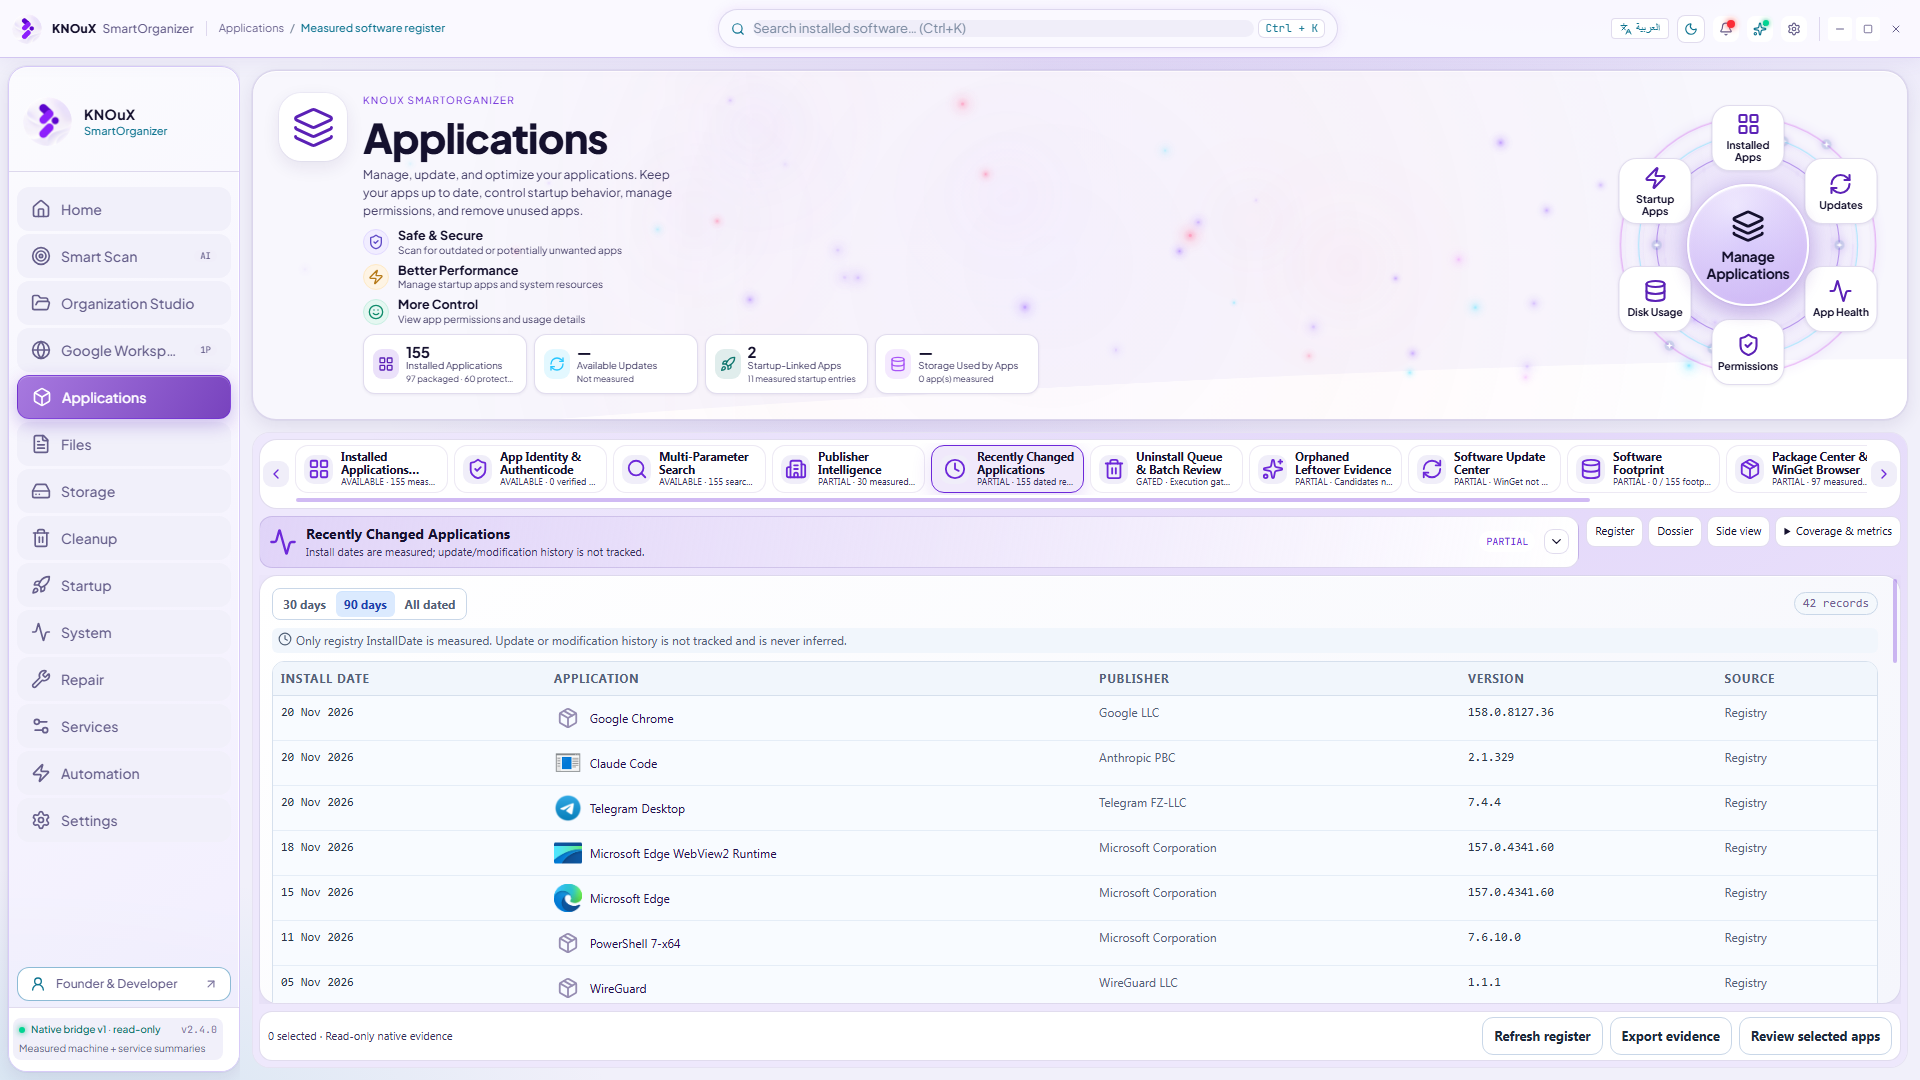 KNOuX SmartOrganizer
Applications / Measured software register
Search installed software... (Ctrl+K)
Ctrl + K
العربية
KNOuX
SmartOrganizer
Home
Smart Scan AI
Organization Studio
Google Worksp... 1P
Applications
Files
Storage
Cleanup
Startup
System
Repair
Services
Automation
Settings
Founder & Developer
Native bridge v1 · read-only v2.4.0
Measured machine + service summaries
KNOUX SMARTORGANIZER
Applications
Manage, update, and optimize your applications. Keep
your apps up to date, control startup behavior, manage
permissions, and remove unused apps.
Safe & Secure
Scan for outdated or potentially unwanted apps
Better Performance
Manage startup apps and system resources
More Control
View app permissions and usage details
155
Installed Applications
97 packaged · 60 protect...
—
Available Updates
Not measured
2
Startup-Linked Apps
11 measured startup entries
—
Storage Used by Apps
0 app(s) measured
Installed
Apps
Startup
Apps
Updates
Manage
Applications
Disk Usage
App Health
Permissions
Installed
Applications...
AVAILABLE · 155 meas...
App Identity &
Authenticode
AVAILABLE · 0 verified ...
Multi-Parameter
Search
AVAILABLE · 155 searc...
Publisher
Intelligence
PARTIAL · 30 measured...
Recently Changed
Applications
PARTIAL · 155 dated re...
Uninstall Queue
& Batch Review
GATED · Execution gat...
Orphaned
Leftover Evidence
PARTIAL · Candidates n...
Software Update
Center
PARTIAL · WinGet not ...
Software
Footprint
PARTIAL · 0 / 155 footp...
Package Center &
WinGet Browser
PARTIAL · 97 measured...
Recently Changed Applications
Install dates are measured; update/modification history is not tracked.
PARTIAL
Register
Dossier
Side view
Coverage & metrics
30 days
90 days
All dated
42 records
Only registry InstallDate is measured. Update or modification history is not tracked and is never inferred.
INSTALL DATE APPLICATION PUBLISHER VERSION SOURCE
20 Nov 2026 Google Chrome Google LLC 158.0.8127.36 Registry
20 Nov 2026 Claude Code Anthropic PBC 2.1.329 Registry
20 Nov 2026 Telegram Desktop Telegram FZ-LLC 7.4.4 Registry
18 Nov 2026 Microsoft Edge WebView2 Runtime Microsoft Corporation 157.0.4341.60 Registry
15 Nov 2026 Microsoft Edge Microsoft Corporation 157.0.4341.60 Registry
11 Nov 2026 PowerShell 7-x64 Microsoft Corporation 7.6.10.0 Registry
05 Nov 2026 WireGuard WireGuard LLC 1.1.1 Registry
0 selected · Read-only native evidence
Refresh register
Export evidence
Review selected apps